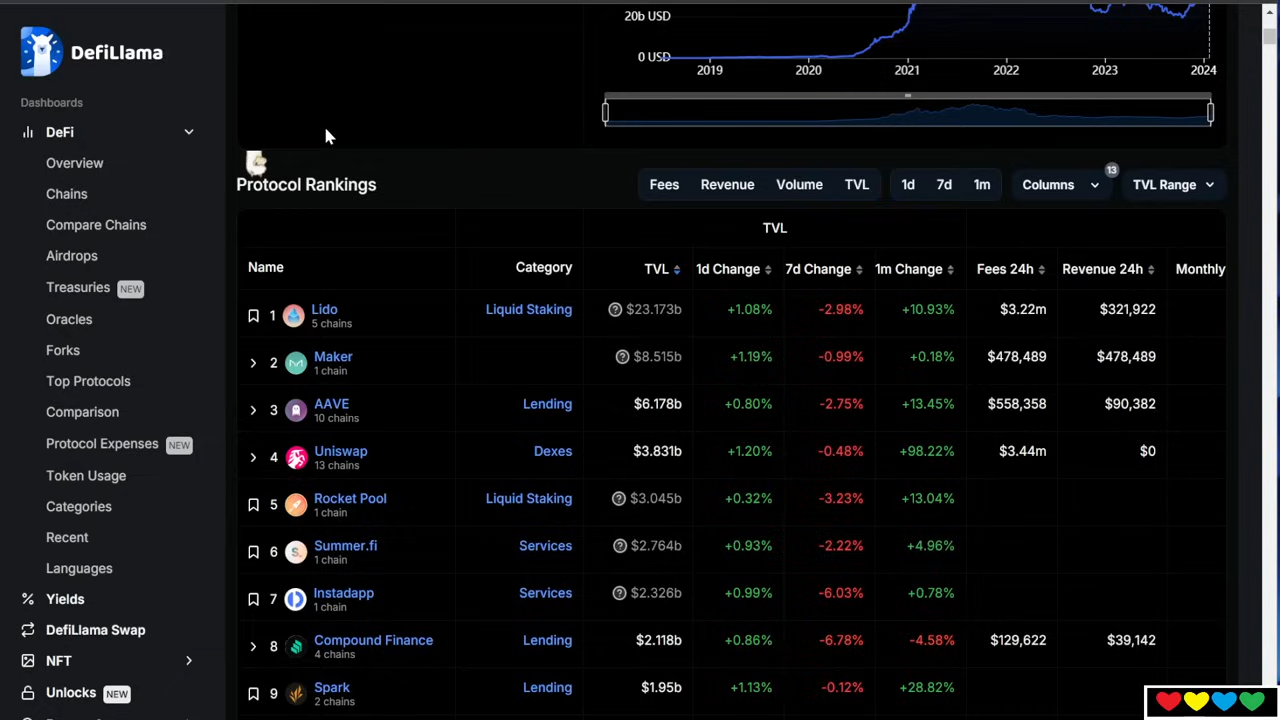 DefiLlama
Dashboards
DeFi
Overview
Chains
Compare Chains
Airdrops
Treasuries NEW
Oracles
Forks
Top Protocols
Comparison
Protocol Expenses NEW
Token Usage
Categories
Recent
Languages
Yields
DefiLlama Swap
NFT
Unlocks NEW
20b USD
0 USD
2019 2020 2021 2022 2023 2024
Protocol Rankings
Fees Revenue Volume TVL 1d 7d 1m Columns 13 TVL Range
TVL
Name Category TVL 1d Change 7d Change 1m Change Fees 24h Revenue 24h Monthly
1 Lido Liquid Staking ? $23.173b +1.08% -2.98% +10.93% $3.22m $321,922
5 chains
2 Maker ? $8.515b +1.19% -0.99% +0.18% $478,489 $478,489
1 chain
3 AAVE Lending $6.178b +0.80% -2.75% +13.45% $558,358 $90,382
10 chains
4 Uniswap Dexes $3.831b +1.20% -0.48% +98.22% $3.44m $0
13 chains
5 Rocket Pool Liquid Staking ? $3.045b +0.32% -3.23% +13.04%
1 chain
6 Summer.fi Services ? $2.764b +0.93% -2.22% +4.96%
1 chain
7 Instadapp Services ? $2.326b +0.99% -6.03% +0.78%
1 chain
8 Compound Finance Lending $2.118b +0.86% -6.78% -4.58% $129,622 $39,142
4 chains
9 Spark Lending $1.95b +1.13% -0.12% +28.82%
2 chains